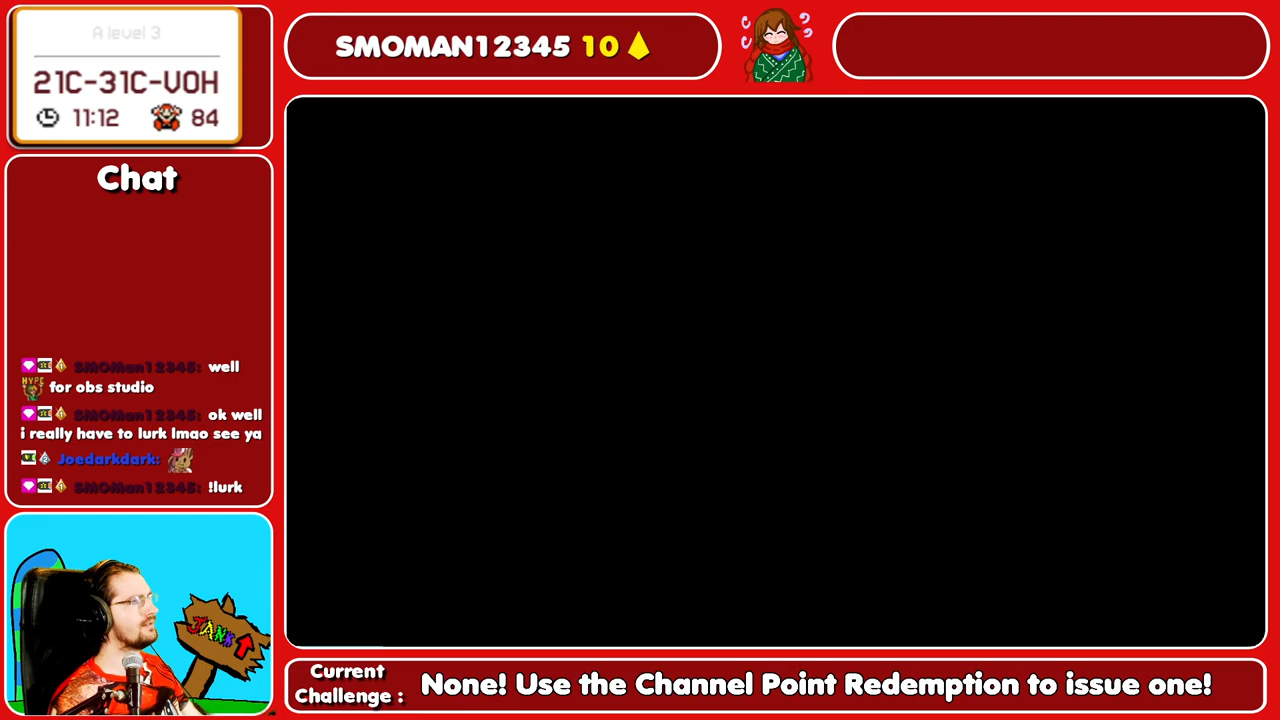 A level 3
21C-31C-V0H
11:12 84
SMOMAN12345 10
Chat
SMOMan12345: well
HYPE for obs studio
SMOMan12345: ok well
i really have to lurk lmao see ya
Joedarkdark:
SMOMan12345: !lurk
JANK
Current
Challenge :
None! Use the Channel Point Redemption to issue one!